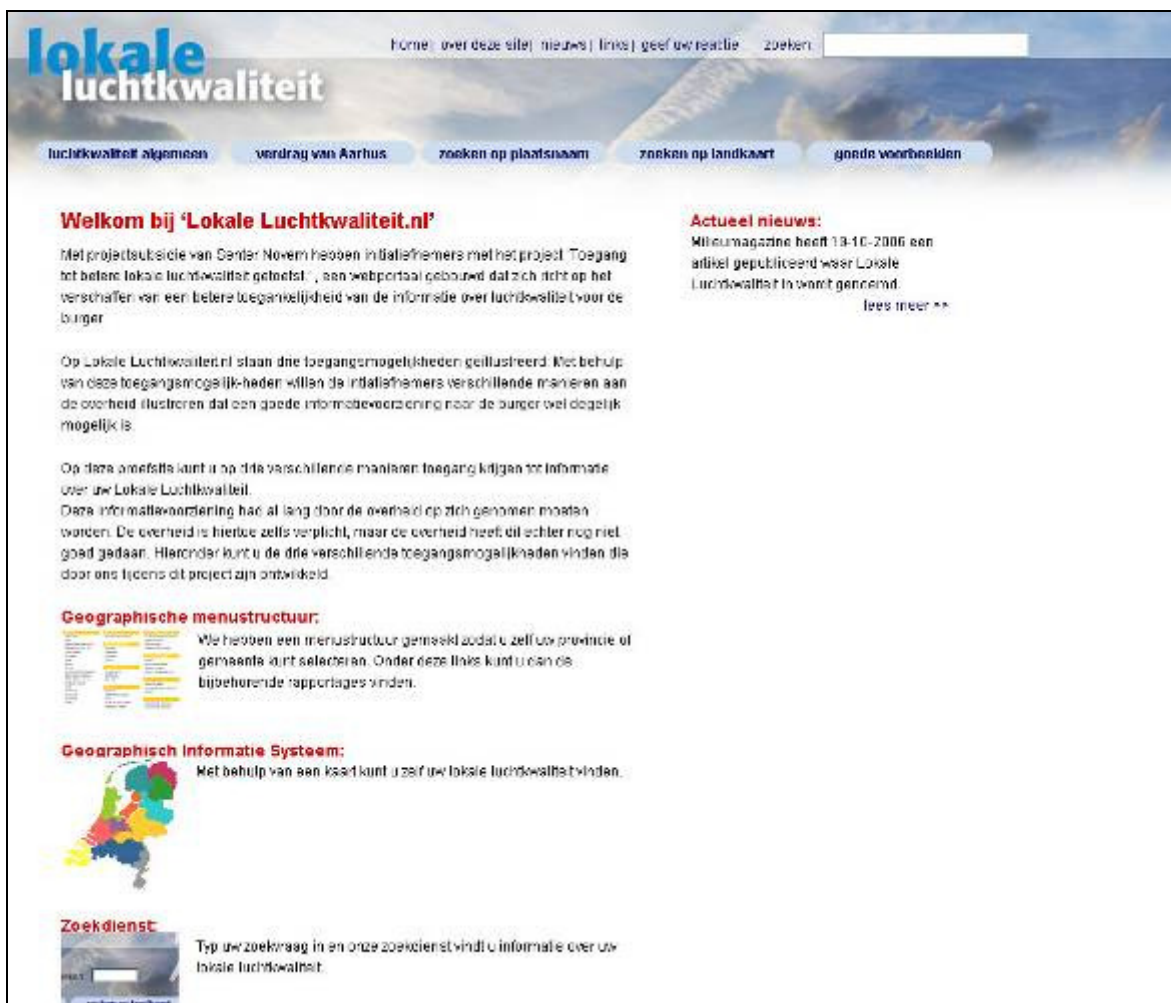 lokale
luchtkwaliteit
home| over deze site| nieuws| links| geef uw reactie zoeken:
luchtkwaliteit algemeen verdrag van Aarhus zoeken op plaatsnaam zoeken op landkaart goede voorbeelden
Welkom bij ‘Lokale Luchtkwaliteit.nl’
Met projectsubsidie van Senter Novem hebben initiatiefnemers met het project 'Toegang
tot betere lokale luchtkwaliteit getoetst.', een webportaal gebouwd dat zich richt op het
verschaffen van een betere toegankelijkheid van de informatie over luchtkwaliteit voor de
burger.
Op Lokale Luchtkwaliteit.nl staan drie toegangsmogelijkheden geïllustreerd. Met behulp
van deze toegangsmogelijk-heden willen de intiatiefnemers verschillende manieren aan
de overheid illustreren dat een goede informatievoorziening naar de burger wel degelijk
mogelijk is.
Op deze proefsite kunt u op drie verschillende manieren toegang krijgen tot informatie
over uw Lokale Luchtkwaliteit.
Deze informatievoorziening had al lang door de overheid op zich genomen moeten
worden. De overheid is hiertoe zelfs verplicht, maar de overheid heeft dit echter nog niet
goed gedaan. Hieronder kunt u de drie verschillende toegangsmogelijkheden vinden die
door ons tijdens dit project zijn ontwikkeld.
Geographische menustructuur:
We hebben een menustructuur gemaakt zodat u zelf uw provincie of
gemeente kunt selecteren. Onder deze links kunt u dan de
bijbehorende rapportages vinden.
Geographisch Informatie Systeem:
Met behulp van een kaart kunt u zelf uw lokale luchtkwaliteit vinden.
Zoekdienst:
Typ uw zoekvraag in en onze zoekdienst vindt u informatie over uw
lokale luchtkwaliteit.
Actueel nieuws:
Milieumagazine heeft 13-10-2006 een
artikel gepubliceerd waar Lokale
Luchtkwaliteit in wordt genoemd.
lees meer >>